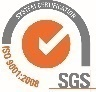 SYSTEM CERTIFICATION
ISO 9001:2008
SGS